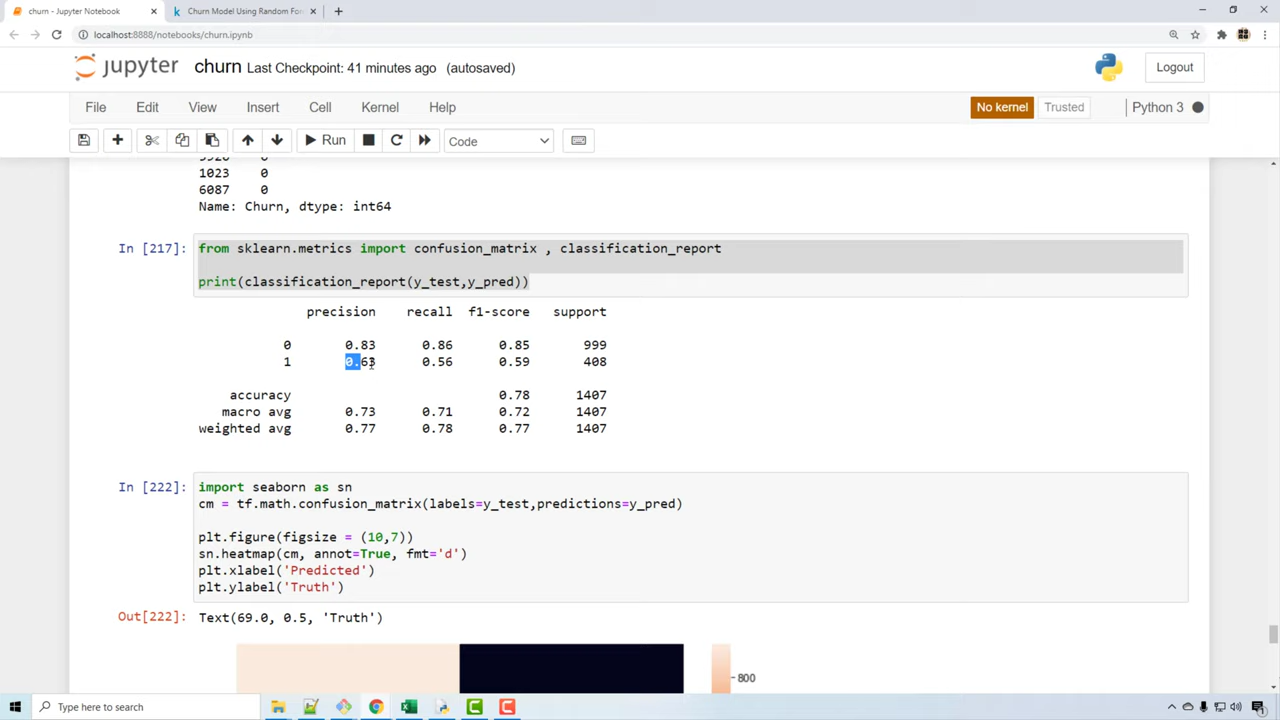 churn - Jupyter Notebook
Churn Model Using Random For
localhost:8888/notebooks/churn.ipynb
jupyter churn Last Checkpoint: 41 minutes ago (autosaved)
Logout
File Edit View Insert Cell Kernel Help
No kernel Trusted Python 3
Run Code
1023 0
6087 0
Name: Churn, dtype: int64
In [217]: from sklearn.metrics import confusion_matrix , classification_report
print(classification_report(y_test,y_pred))
precision recall f1-score support
0 0.83 0.86 0.85 999
1 0.63 0.56 0.59 408
accuracy 0.78 1407
macro avg 0.73 0.71 0.72 1407
weighted avg 0.77 0.78 0.77 1407
In [222]: import seaborn as sn
cm = tf.math.confusion_matrix(labels=y_test,predictions=y_pred)
plt.figure(figsize = (10,7))
sn.heatmap(cm, annot=True, fmt='d')
plt.xlabel('Predicted')
plt.ylabel('Truth')
Out[222]: Text(69.0, 0.5, 'Truth')
800
Type here to search